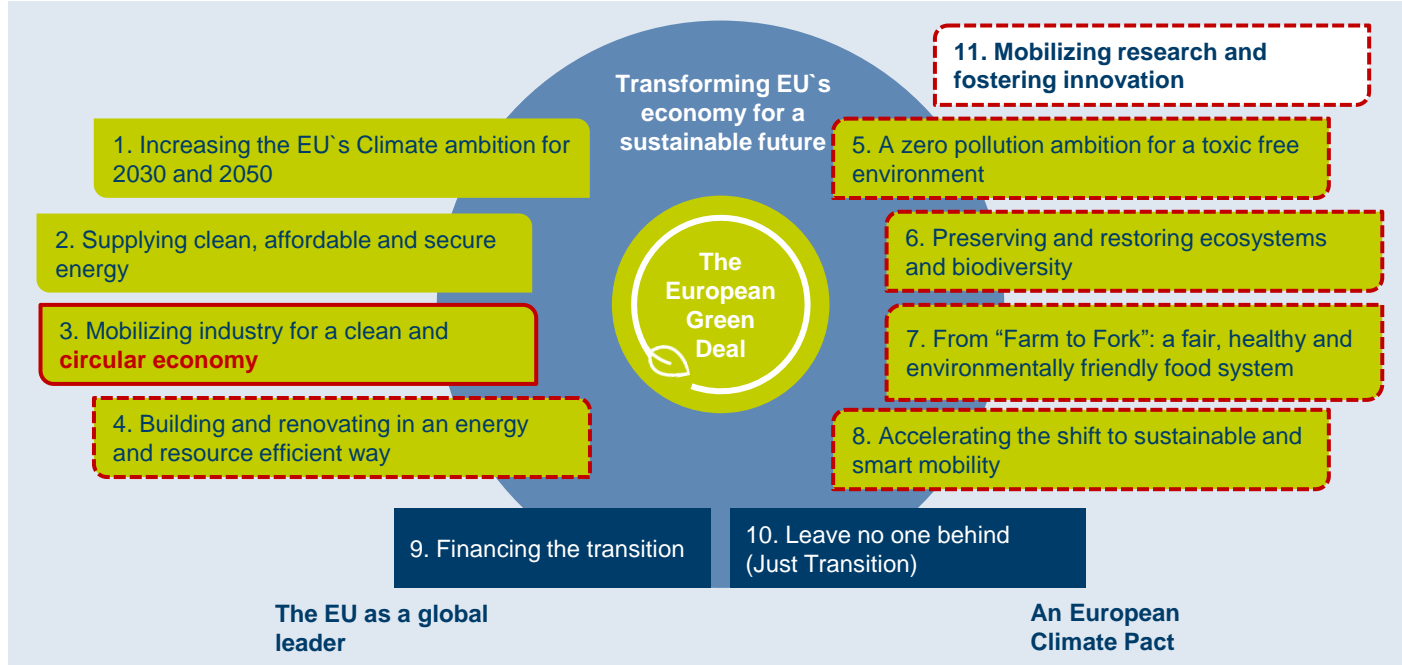 Transforming EU`s
economy for a
sustainable future
11. Mobilizing research and
fostering innovation
1. Increasing the EU`s Climate ambition for
2030 and 2050
2. Supplying clean, affordable and secure
energy
3. Mobilizing industry for a clean and
circular economy
4. Building and renovating in an energy
and resource efficient way
The
European
Green
Deal
5. A zero pollution ambition for a toxic free
environment
6. Preserving and restoring ecosystems
and biodiversity
7. From “Farm to Fork”: a fair, healthy and
environmentally friendly food system
8. Accelerating the shift to sustainable and
smart mobility
9. Financing the transition
10. Leave no one behind
(Just Transition)
The EU as a global
leader
An European
Climate Pact